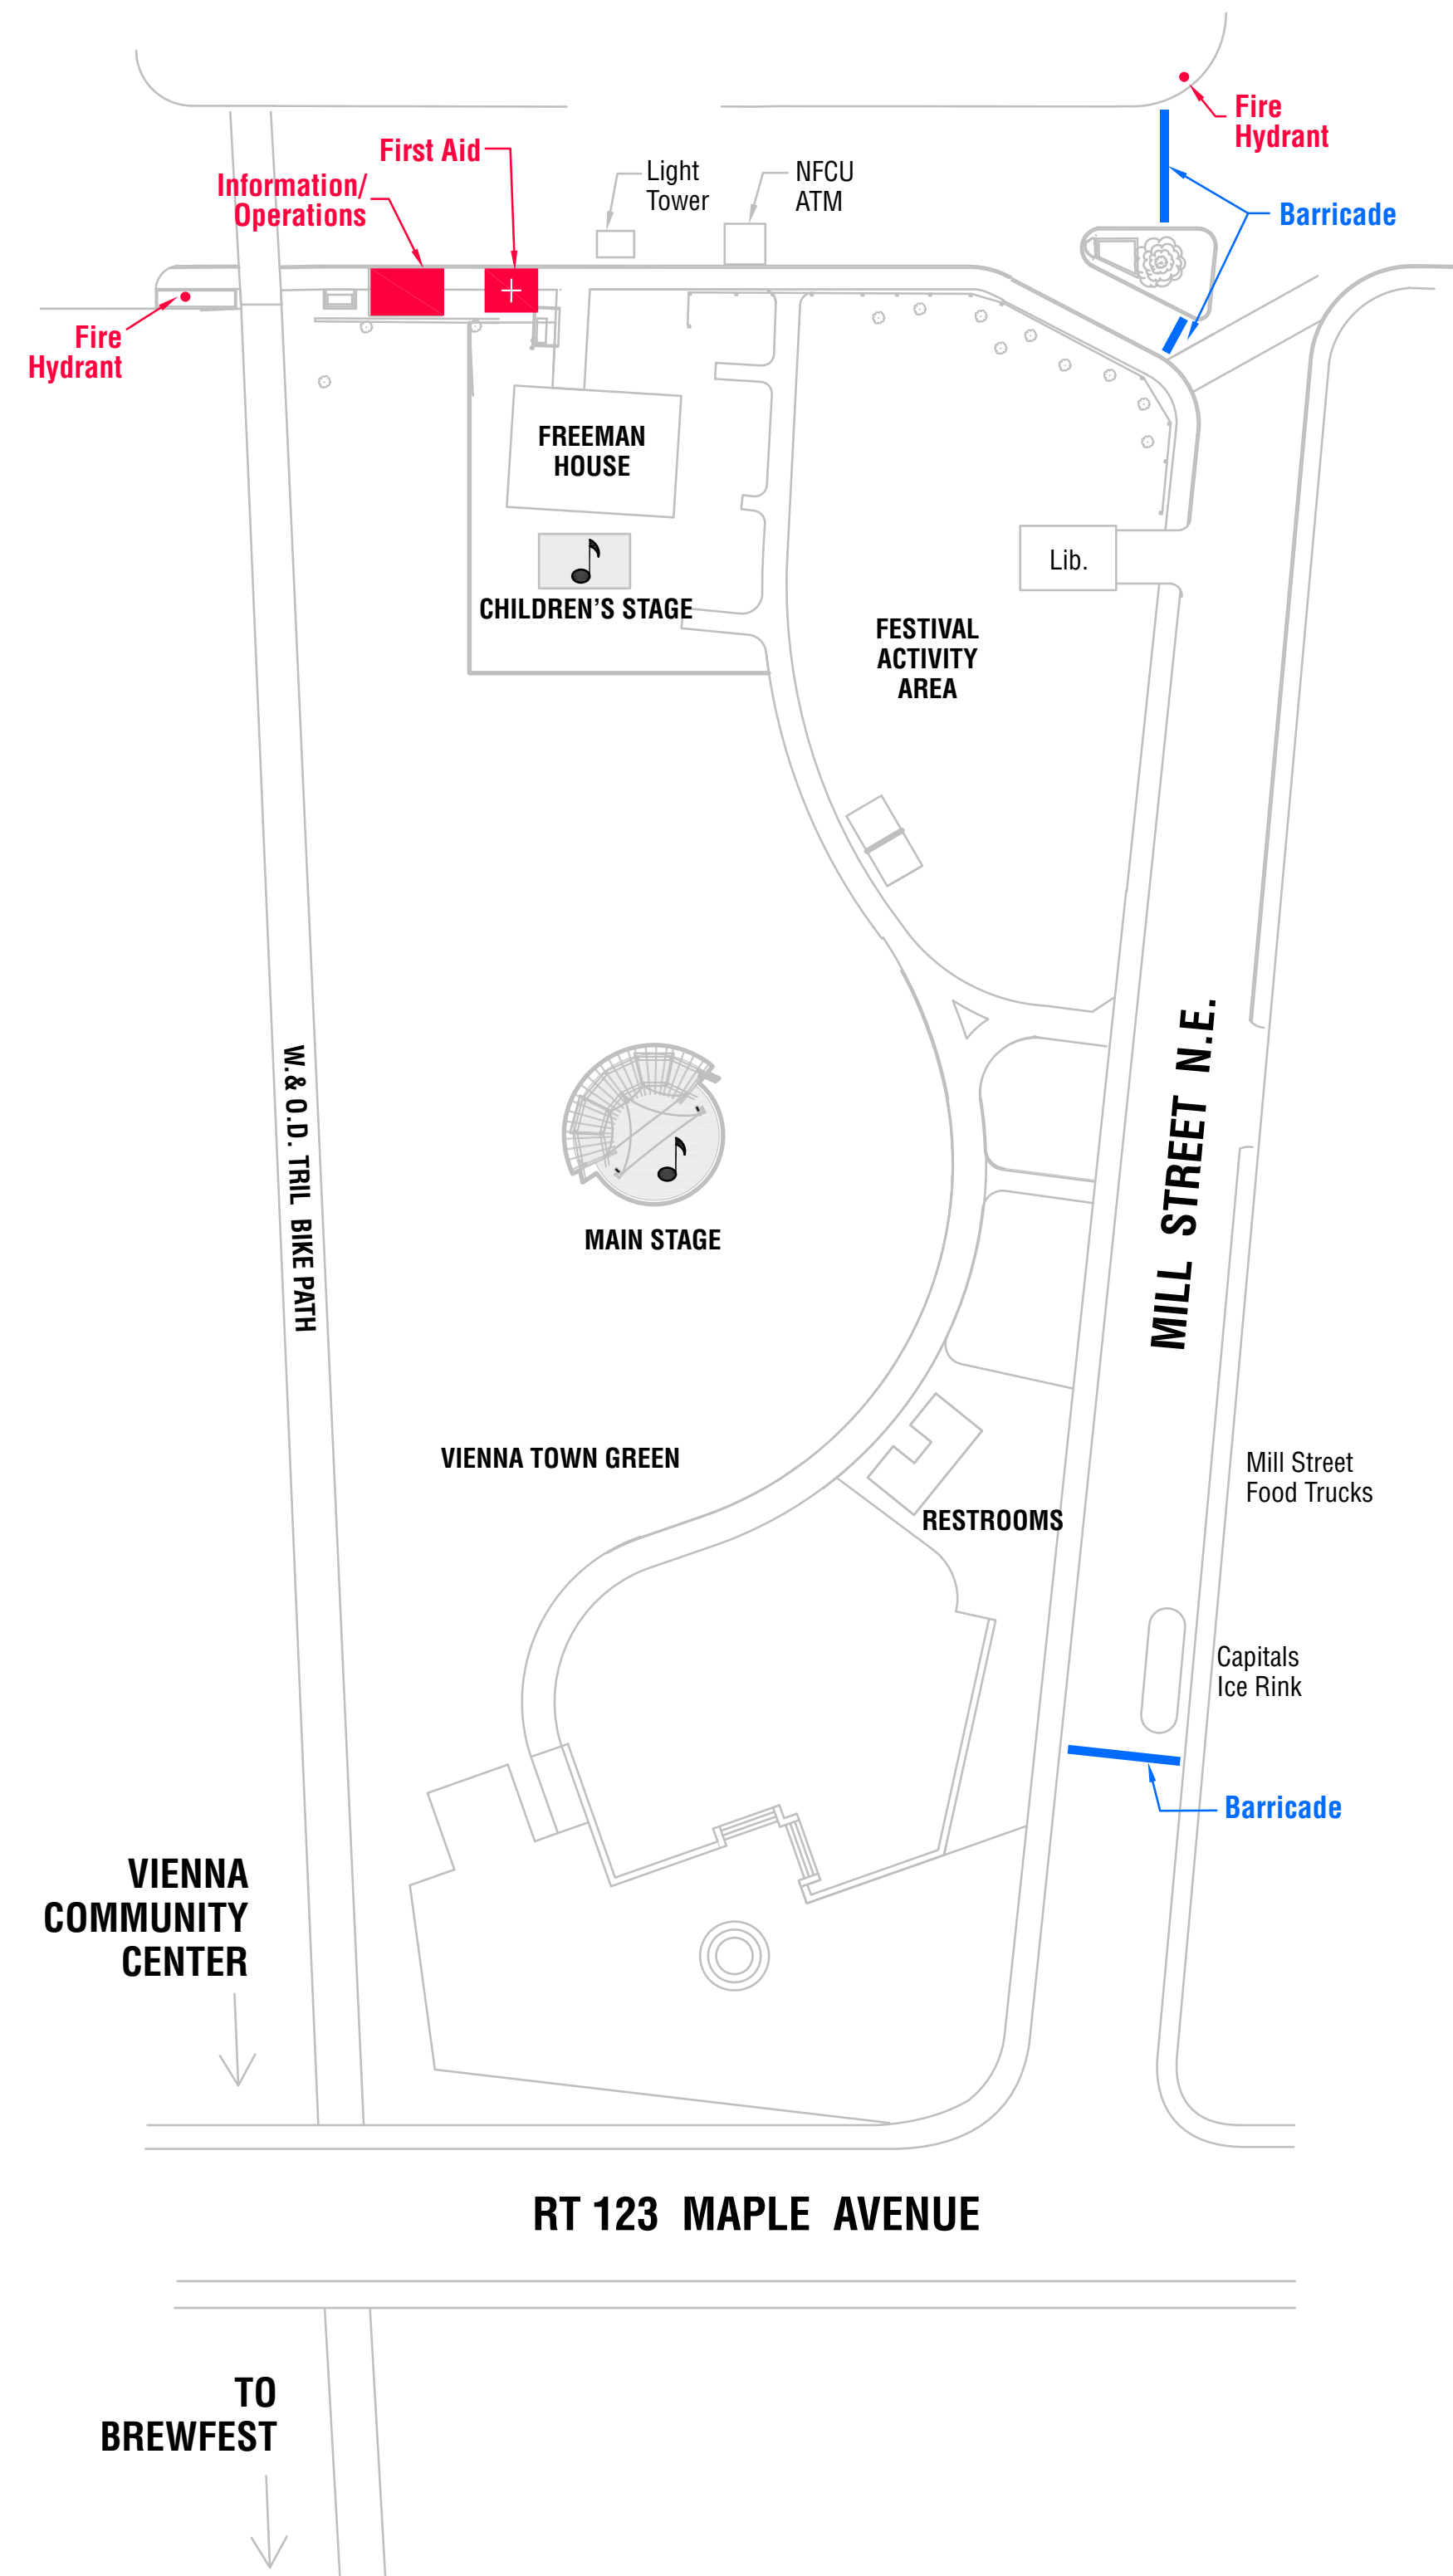 Fire
Hydrant
First Aid
Light
Tower
NFCU
ATM
Information/
Operations
Barricade
Fire
Hydrant
FREEMAN
HOUSE
Lib.
CHILDREN'S STAGE
FESTIVAL
ACTIVITY
AREA
W.& O.D. TRIL BIKE PATH
MILL STREET N.E.
MAIN STAGE
VIENNA TOWN GREEN
Mill Street
Food Trucks
RESTROOMS
Capitals
Ice Rink
Barricade
VIENNA
COMMUNITY
CENTER
RT 123 MAPLE AVENUE
TO
BREWFEST